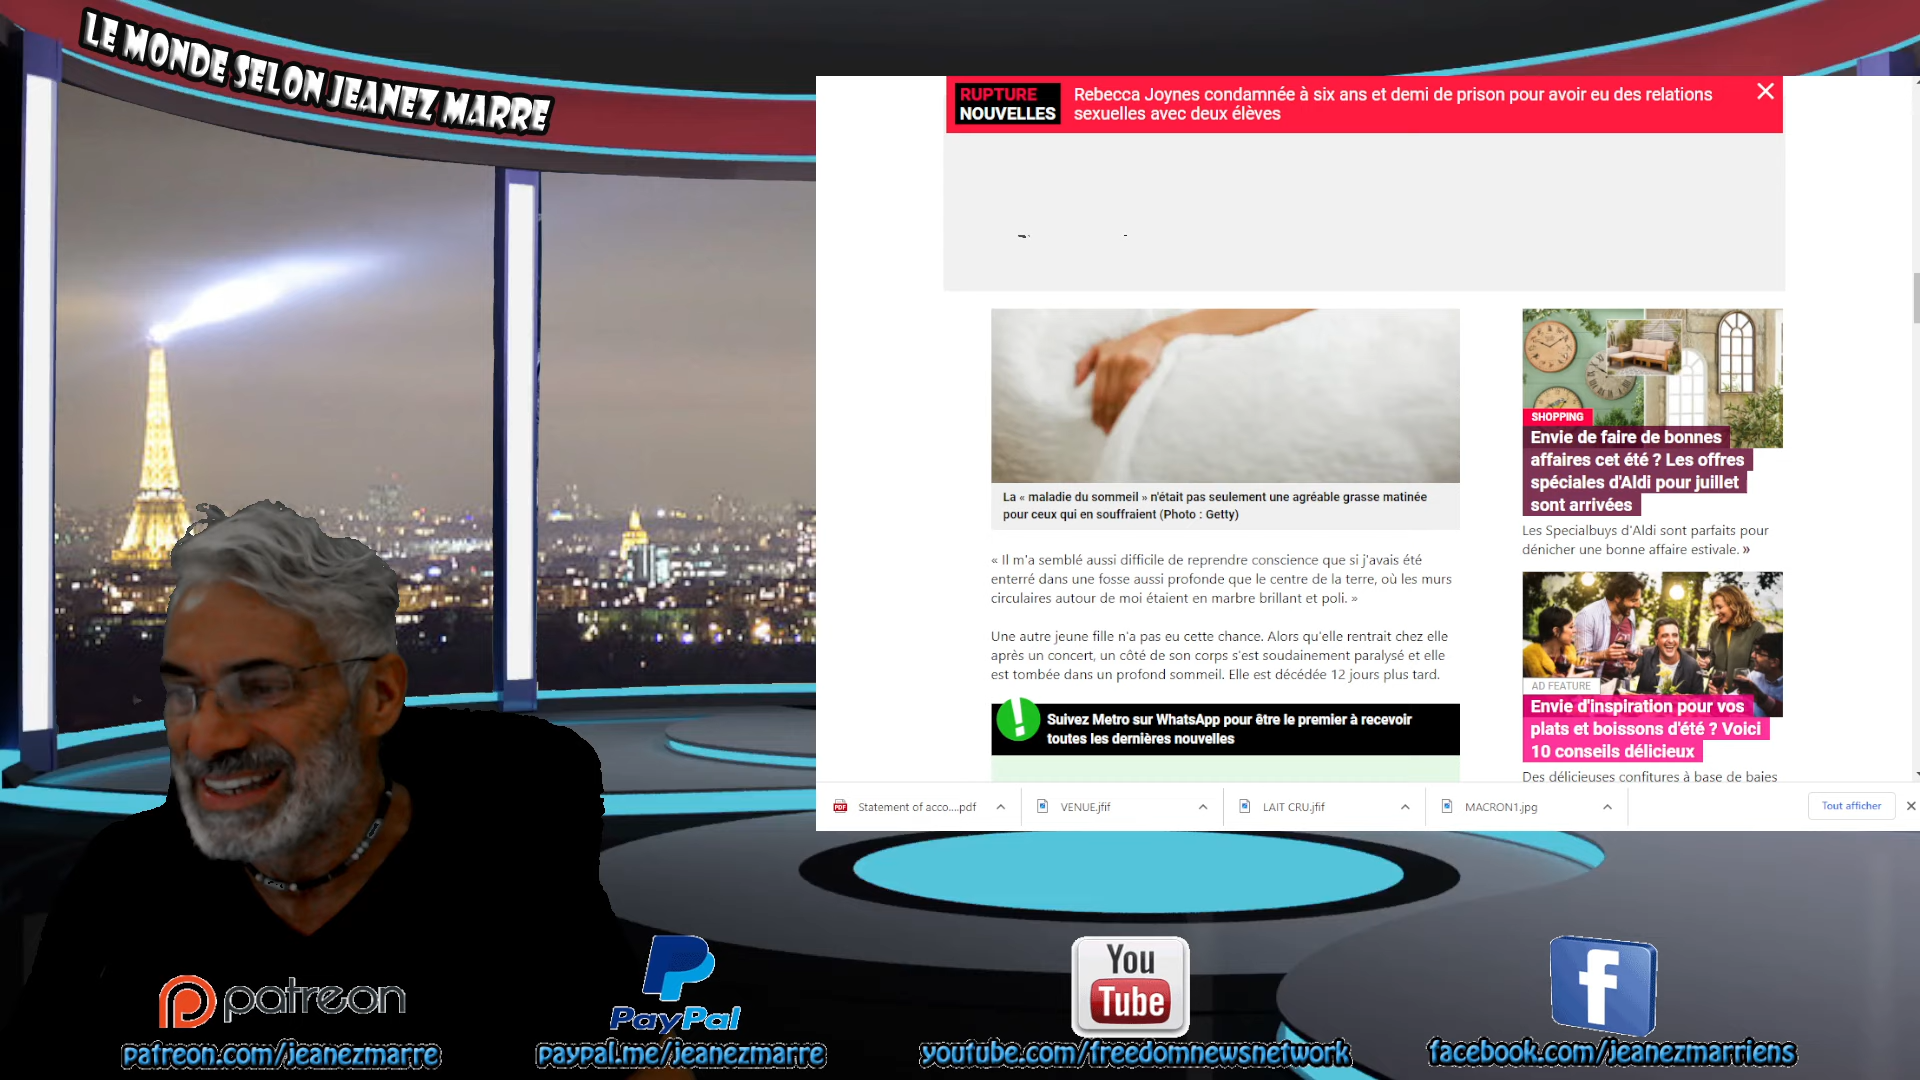 LE MONDE SELON JEANEZ MARRE
RUPTURE
NOUVELLES
Rebecca Joynes condamnée à six ans et demi de prison pour avoir eu des relations
sexuelles avec deux élèves
La « maladie du sommeil » n'était pas seulement une agréable grasse matinée
pour ceux qui en souffraient (Photo : Getty)
« Il m'a semblé aussi difficile de reprendre conscience que si j'avais été
enterré dans une fosse aussi profonde que le centre de la terre, où les murs
circulaires autour de moi étaient en marbre brillant et poli. »
Une autre jeune fille n'a pas eu cette chance. Alors qu'elle rentrait chez elle
après un concert, un côté de son corps s'est soudainement paralysé et elle
est tombée dans un profond sommeil. Elle est décédée 12 jours plus tard.
Suivez Metro sur WhatsApp pour être le premier à recevoir
toutes les dernières nouvelles
SHOPPING
Envie de faire de bonnes
affaires cet été ? Les offres
spéciales d'Aldi pour juillet
sont arrivées
Les Specialbuys d'Aldi sont parfaits pour
dénicher une bonne affaire estivale. »
AD FEATURE
Envie d'inspiration pour vos
plats et boissons d'été ? Voici
10 conseils délicieux
Des délicieuses confitures à base de baies
Statement of acco....pdf
VENUE.jfif
LAIT CRU.jfif
MACRON1.jpg
Tout afficher
patreon
PayPal
You
Tube
patreon.com/jeanezmarre
paypal.me/jeanezmarre
youtube.com/freedomnewsnetwork
facebook.com/jeanezmarriens